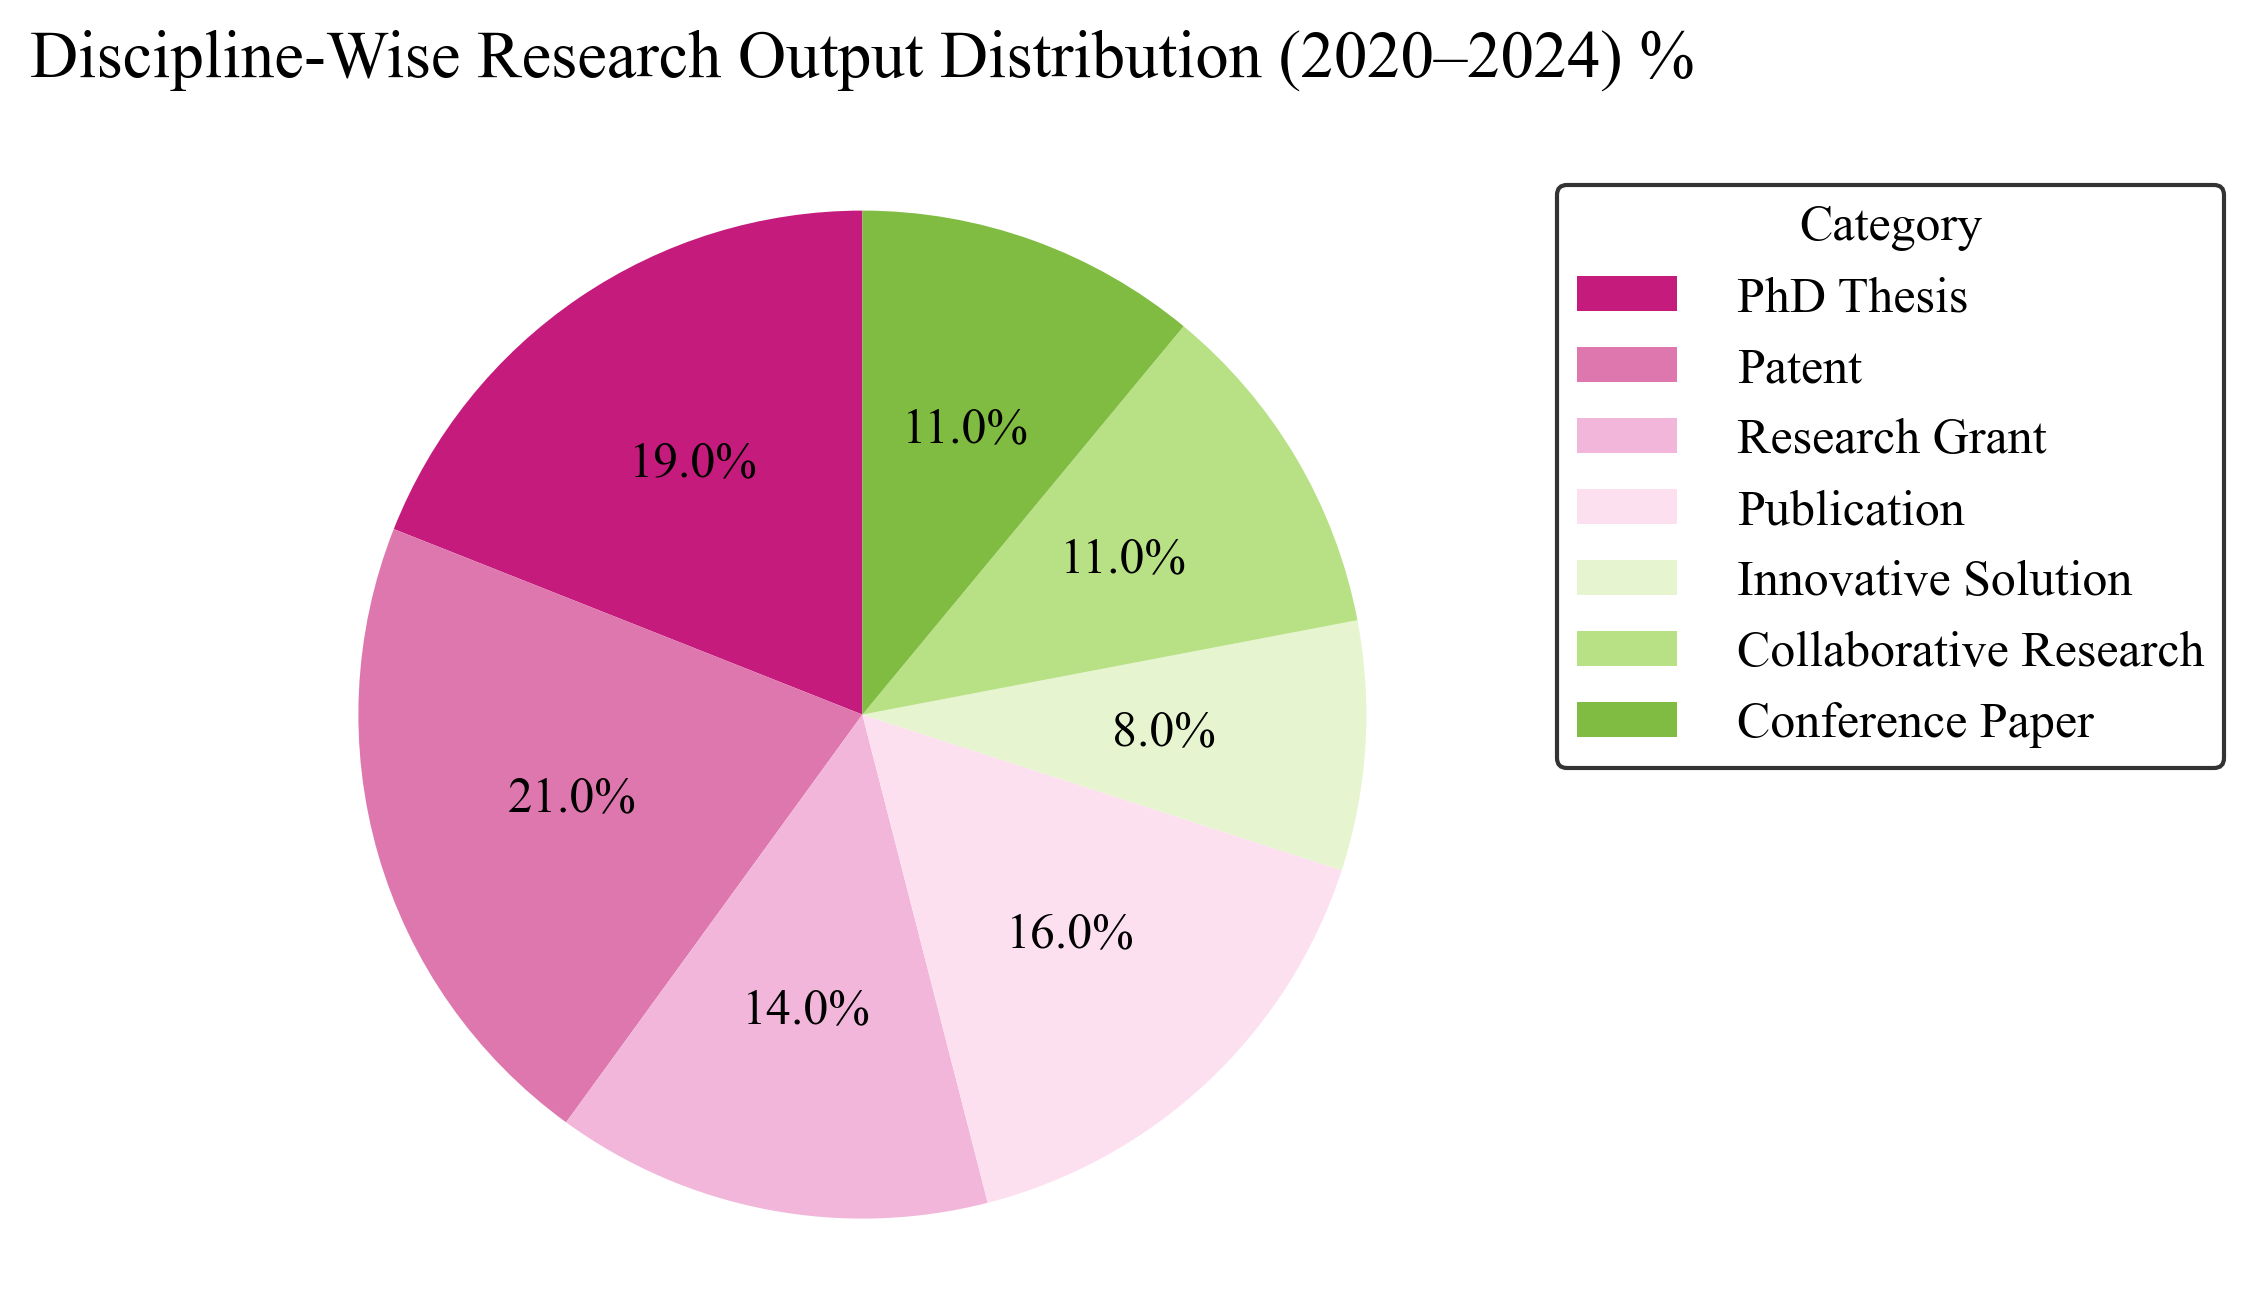 Discipline-Wise Research Output Distribution (2020–2024) %
19.0%
21.0%
14.0%
16.0%
8.0%
11.0%
11.0%
Category
PhD Thesis
Patent
Research Grant
Publication
Innovative Solution
Collaborative Research
Conference Paper